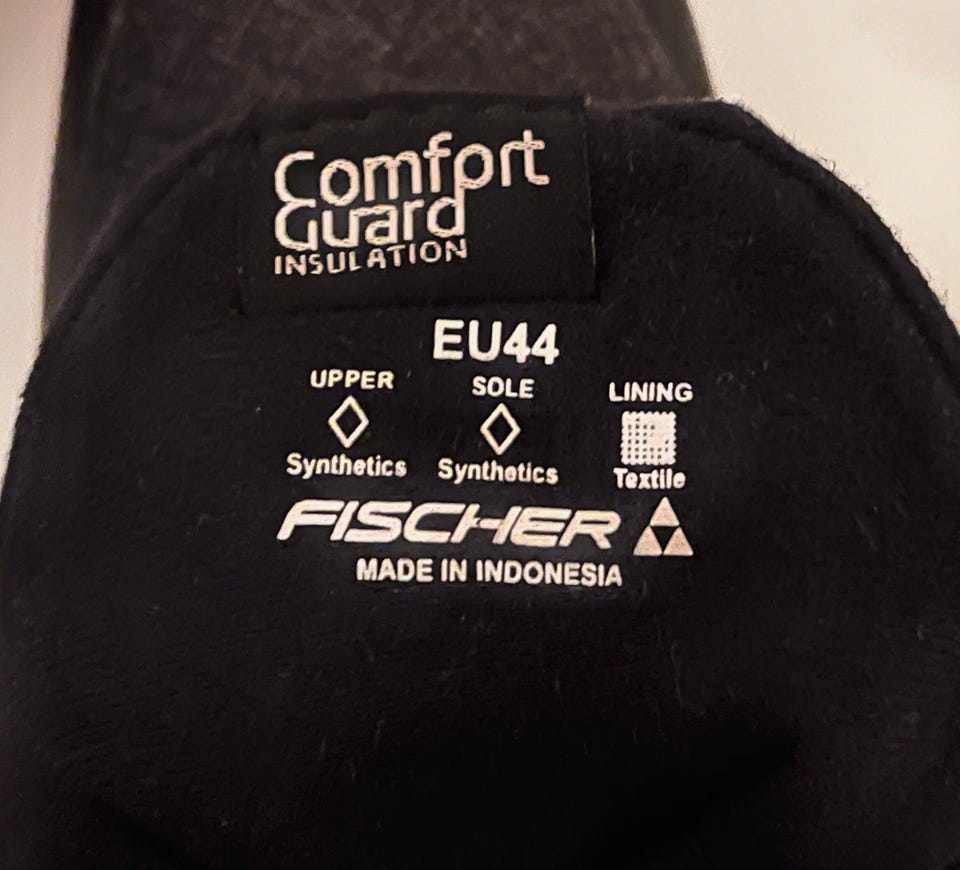 Comfort
Guard
INSULATION
EU44
UPPER SOLE LINING
Synthetics Synthetics Textile
FISCHER
MADE IN INDONESIA